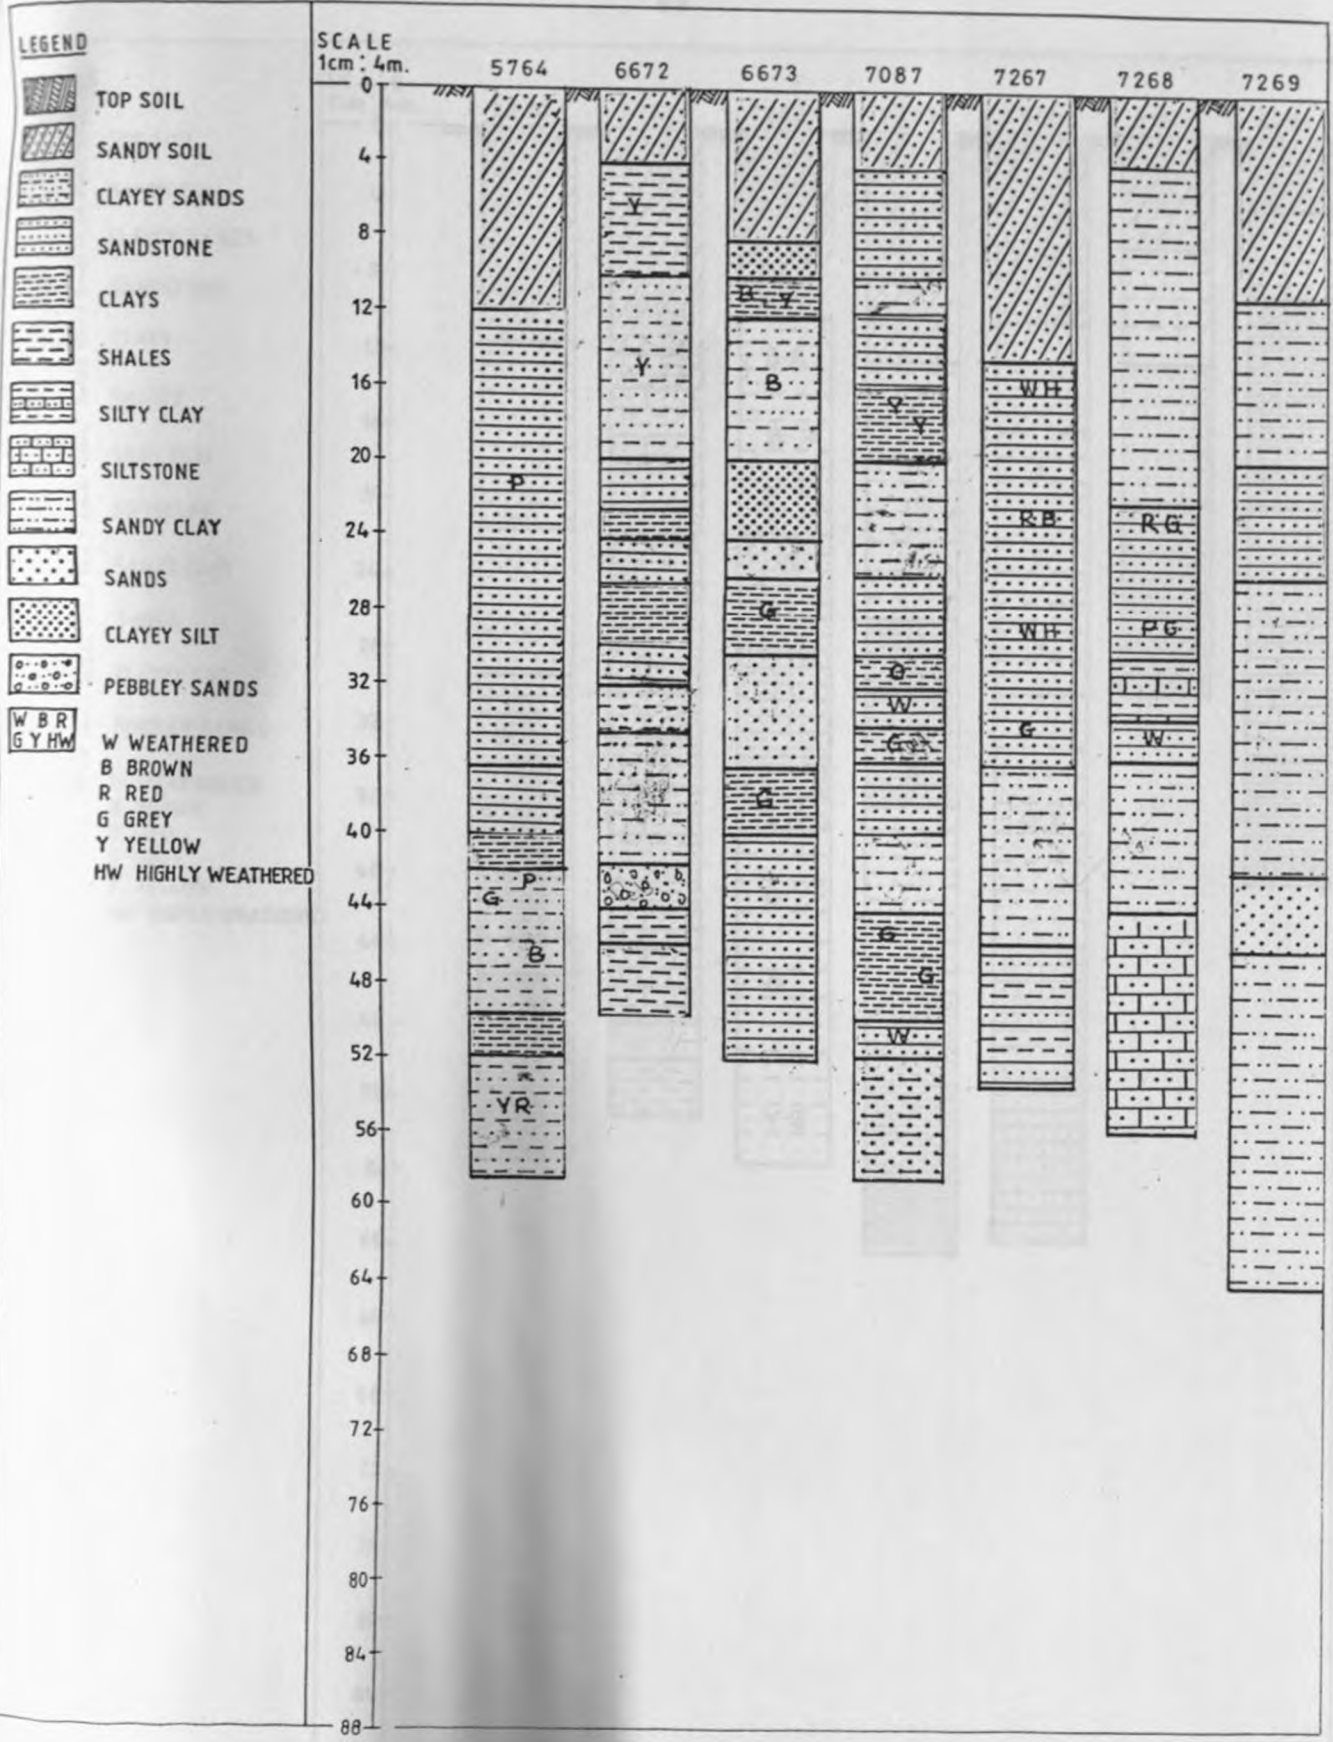 LEGEND
TOP SOIL
SANDY SOIL
CLAYEY SANDS
SANDSTONE
CLAYS
SHALES
SILTY CLAY
SILTSTONE
SANDY CLAY
SANDS
CLAYEY SILT
PEBBLEY SANDS
W B R
G Y HW
W WEATHERED
B BROWN
R RED
G GREY
Y YELLOW
HW HIGHLY WEATHERED
SCALE
1cm : 4m.
0
4
8
12
16
20
24
28
32
36
40
44
48
52
56
60
64
68
72
76
80
84
88
5764
P
P
G
B
YR
6672
Y
Y
6673
B Y
B
G
G
7087
Y
Y
O
W
G
G
G
W
7267
WH
RB
WH
G
7268
RG
PG
W
7269